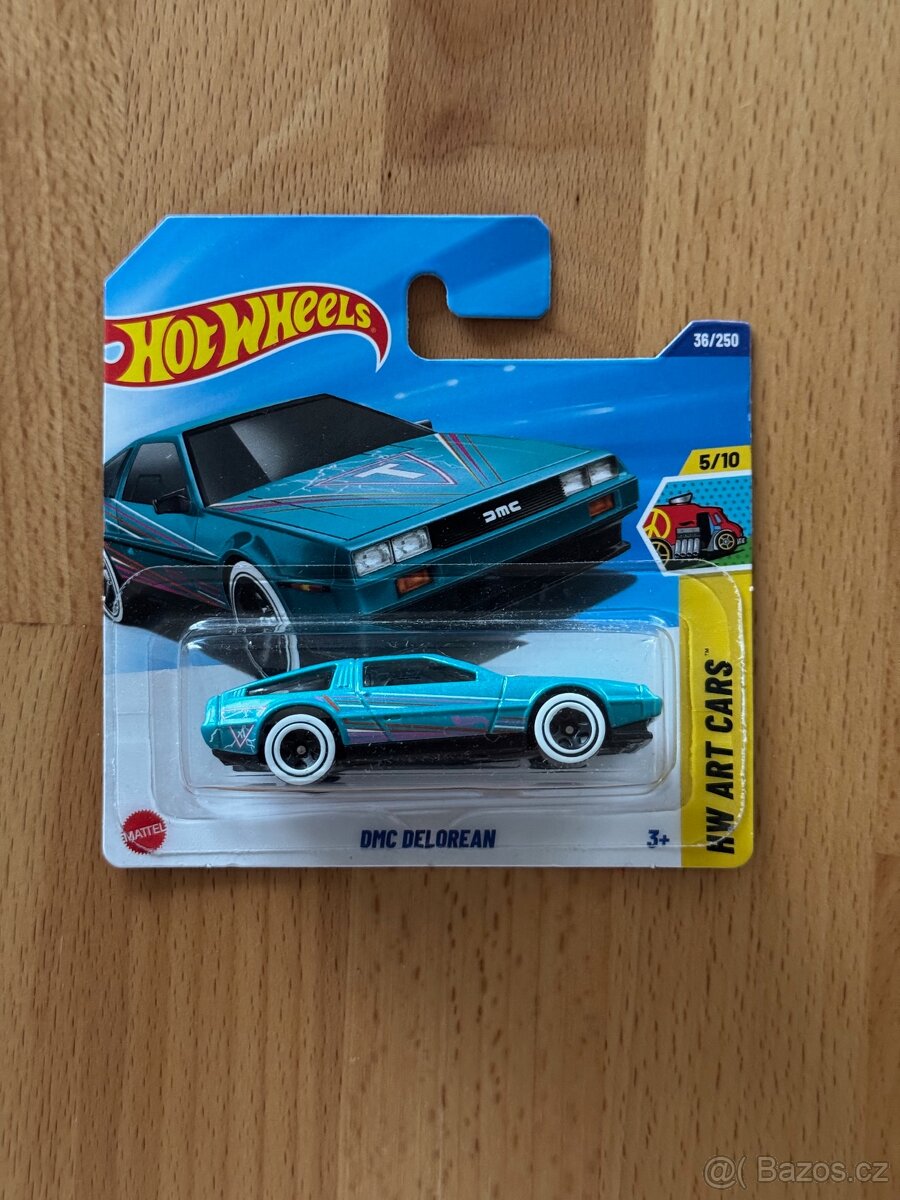 HOT WHEELS
36/250
5/10
T
DMC
HW ART CARS™
MATTEL
DMC DELOREAN
3+
@( Bazos.cz